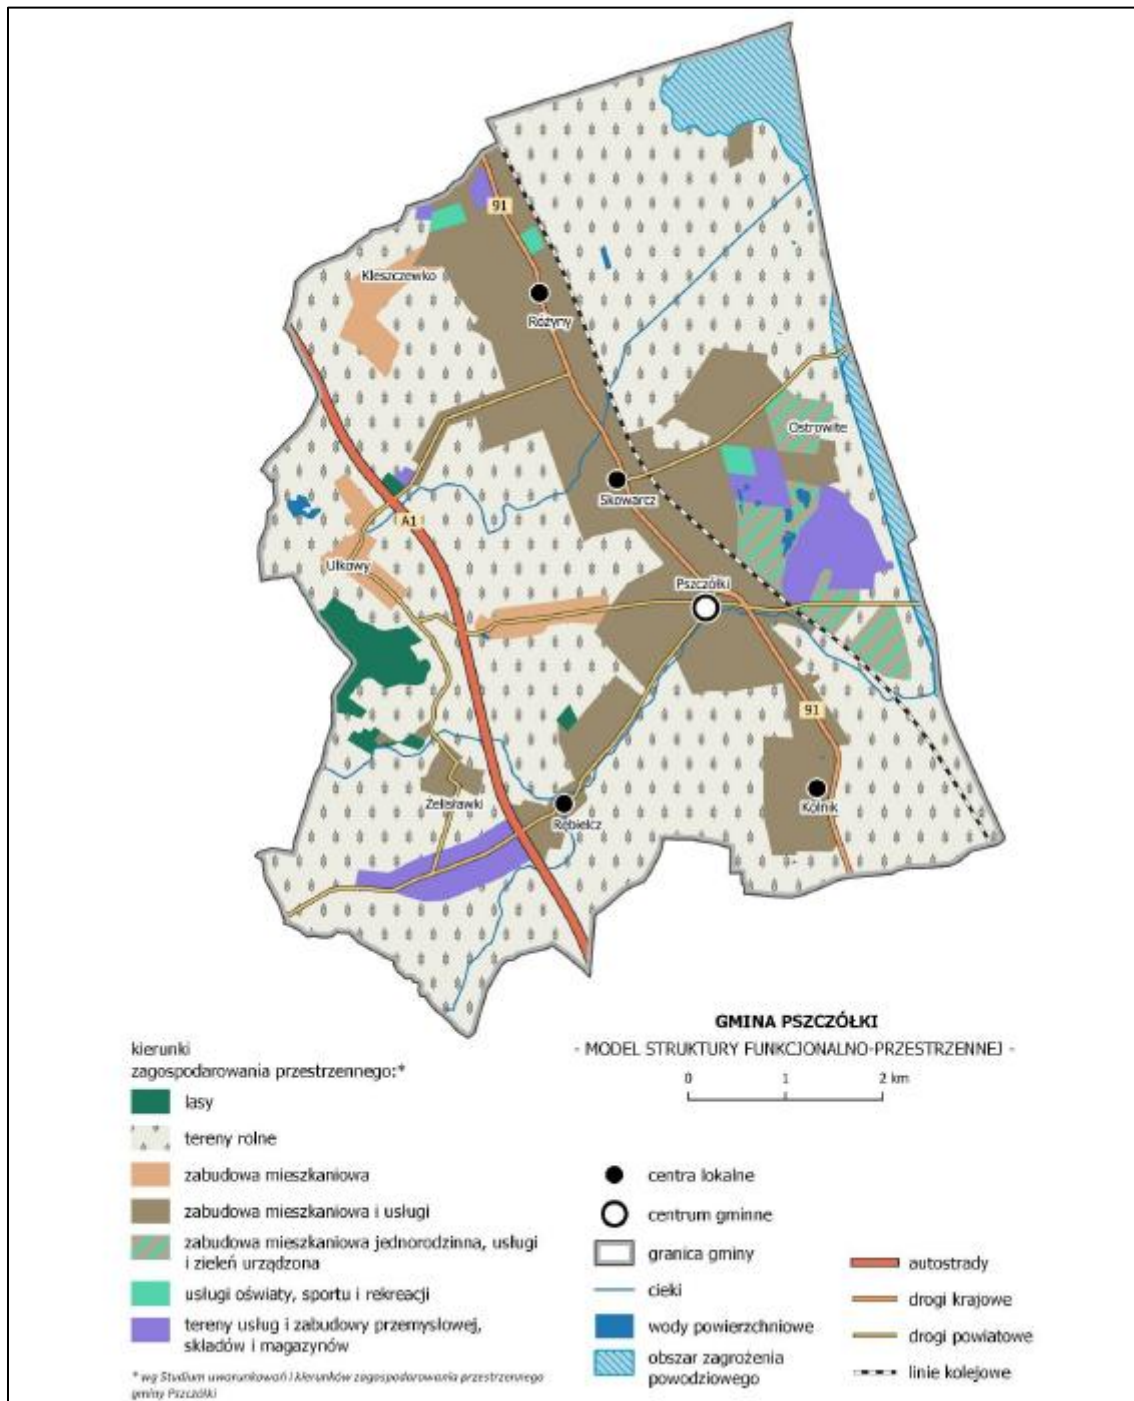 91
Kleszczewko
Różyny
Ostrowite
Skowarcz
A1
Ulkowy
Pszczółki
91
Żelisławki
Rębielcz
Kolnik
GMINA PSZCZÓŁKI
- MODEL STRUKTURY FUNKCJONALNO-PRZESTRZENNEJ -
0 1 2 km
kierunki
zagospodarowania przestrzennego:*
lasy
tereny rolne
zabudowa mieszkaniowa
zabudowa mieszkaniowa i usługi
zabudowa mieszkaniowa jednorodzinna, usługi
i zieleń urządzona
usługi oświaty, sportu i rekreacji
tereny usług i zabudowy przemysłowej,
składów i magazynów
* wg Studium uwarunkowań i kierunków zagospodarowania przestrzennego
gminy Pszczółki
centra lokalne
centrum gminne
granica gminy
cieki
wody powierzchniowe
obszar zagrożenia
powodziowego
autostrady
drogi krajowe
drogi powiatowe
linie kolejowe